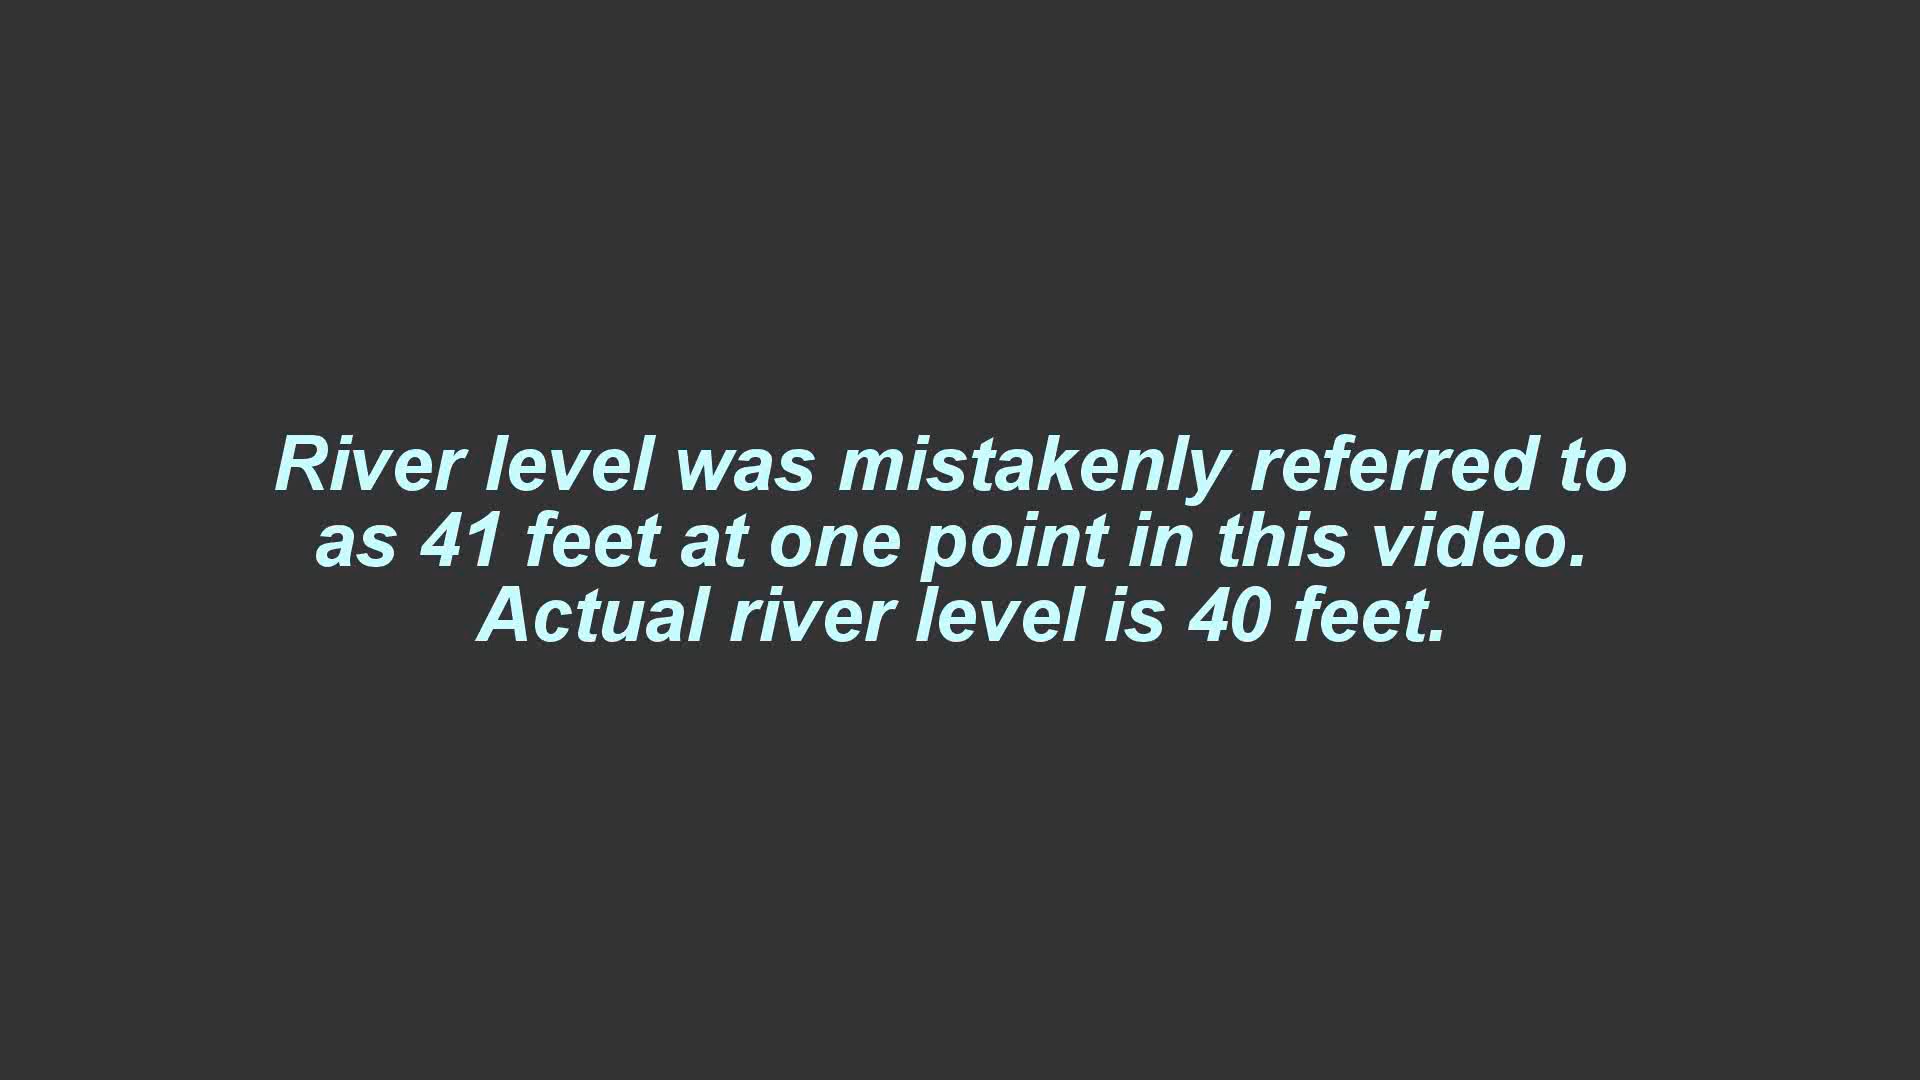 River level was mistakenly referred to
as 41 feet at one point in this video.
Actual river level is 40 feet.